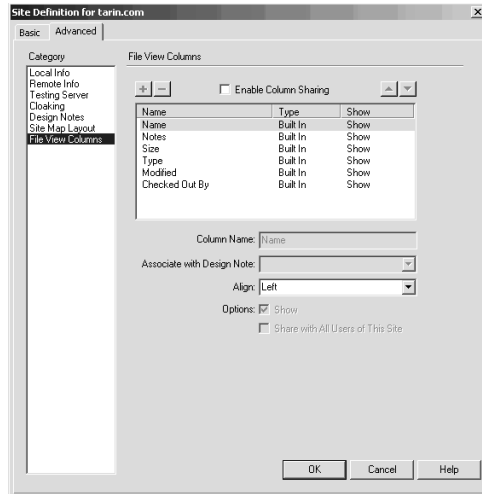 Site Definition for tarin.com
Basic Advanced
Category
Local Info
Remote Info
Testing Server
Cloaking
Design Notes
Site Map Layout
File View Columns
File View Columns
Enable Column Sharing
Name Type Show
Name Built In Show
Notes Built In Show
Size Built In Show
Type Built In Show
Modified Built In Show
Checked Out By Built In Show
Column Name: Name
Associate with Design Note:
Align: Left
Options: Show
Share with All Users of This Site
OK Cancel Help